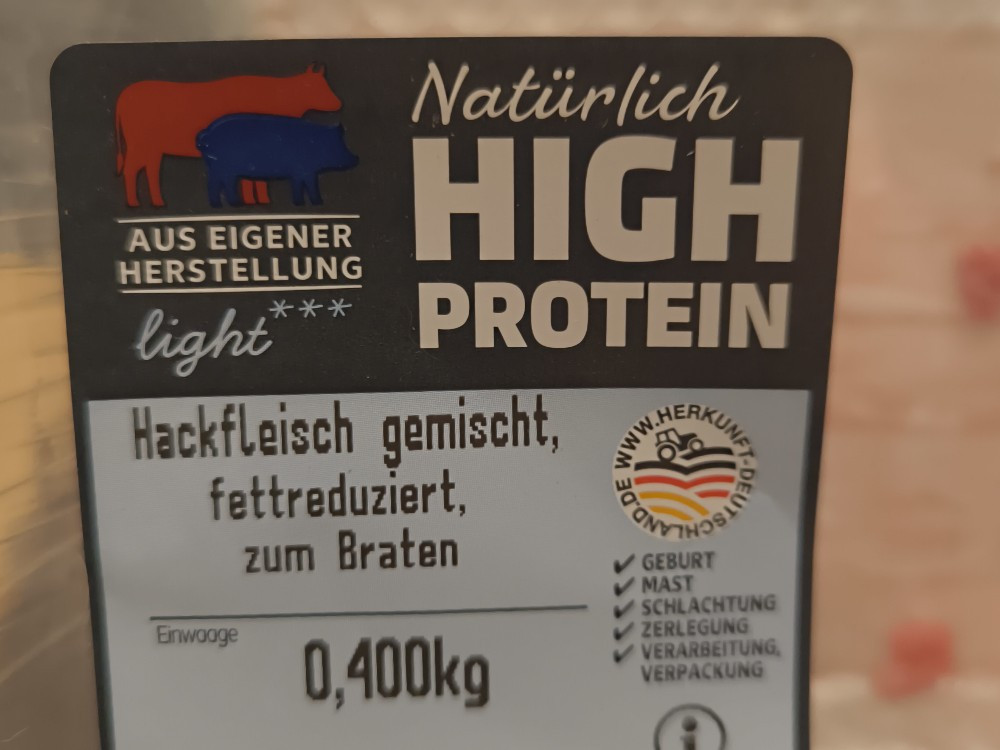 Natürlich
HIGH
PROTEIN
AUS EIGENER
HERSTELLUNG
light***
Hackfleisch gemischt,
fettreduziert,
zum Braten
Einwaage
0,400kg
WWW.HERKUNFT-DEUTSCHLAND.DE
✔ GEBURT
✔ MAST
✔ SCHLACHTUNG
✔ ZERLEGUNG
✔ VERARBEITUNG,
VERPACKUNG
i